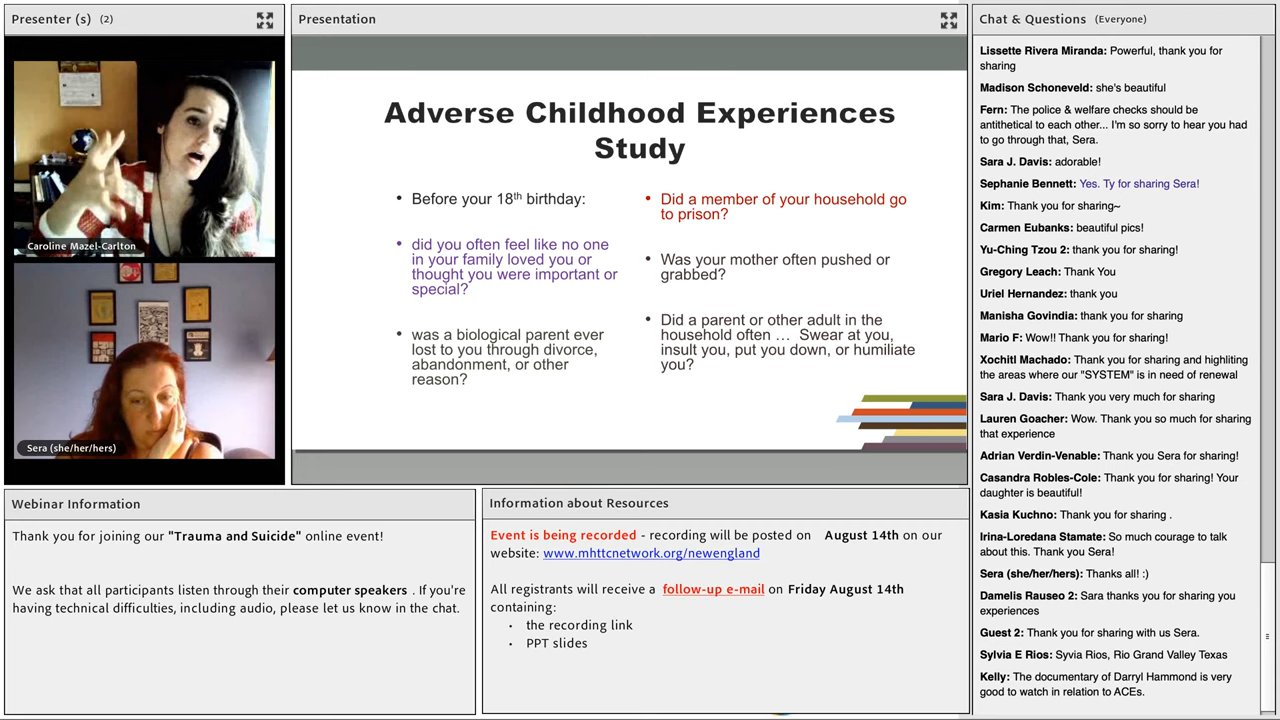 Presenter (s) (2)
Caroline Mazel-Carlton
Sera (she/her/hers)
Presentation
Adverse Childhood Experiences
Study
• Before your 18th birthday:
• did you often feel like no one
in your family loved you or
thought you were important or
special?
• was a biological parent ever
lost to you through divorce,
abandonment, or other
reason?
• Did a member of your household go
to prison?
• Was your mother often pushed or
grabbed?
• Did a parent or other adult in the
household often … Swear at you,
insult you, put you down, or humiliate
you?
Webinar Information
Thank you for joining our "Trauma and Suicide" online event!
We ask that all participants listen through their computer speakers . If you're
having technical difficulties, including audio, please let us know in the chat.
Information about Resources
Event is being recorded - recording will be posted on August 14th on our
website: www.mhttcnetwork.org/newengland
All registrants will receive a follow-up e-mail on Friday August 14th
containing:
• the recording link
• PPT slides
Chat & Questions (Everyone)
Lissette Rivera Miranda: Powerful, thank you for
sharing
Madison Schoneveld: she's beautiful
Fern: The police & welfare checks should be
antithetical to each other... I'm so sorry to hear you had
to go through that, Sera.
Sara J. Davis: adorable!
Sephanie Bennett: Yes. Ty for sharing Sera!
Kim: Thank you for sharing~
Carmen Eubanks: beautiful pics!
Yu-Ching Tzou 2: thank you for sharing!
Gregory Leach: Thank You
Uriel Hernandez: thank you
Manisha Govindia: thank you for sharing
Mario F: Wow!! Thank you for sharing!
Xochitl Machado: Thank you for sharing and highliting
the areas where our "SYSTEM" is in need of renewal
Sara J. Davis: Thank you very much for sharing
Lauren Goacher: Wow. Thank you so much for sharing
that experience
Adrian Verdin-Venable: Thank you Sera for sharing!
Casandra Robles-Cole: Thank you for sharing! Your
daughter is beautiful!
Kasia Kuchno: Thank you for sharing .
Irina-Loredana Stamate: So much courage to talk
about this. Thank you Sera!
Sera (she/her/hers): Thanks all! :)
Damelis Rauseo 2: Sara thanks you for sharing you
experiences
Guest 2: Thank you for sharing with us Sera.
Sylvia E Rios: Syvia Rios, Rio Grand Valley Texas
Kelly: The documentary of Darryl Hammond is very
good to watch in relation to ACEs.